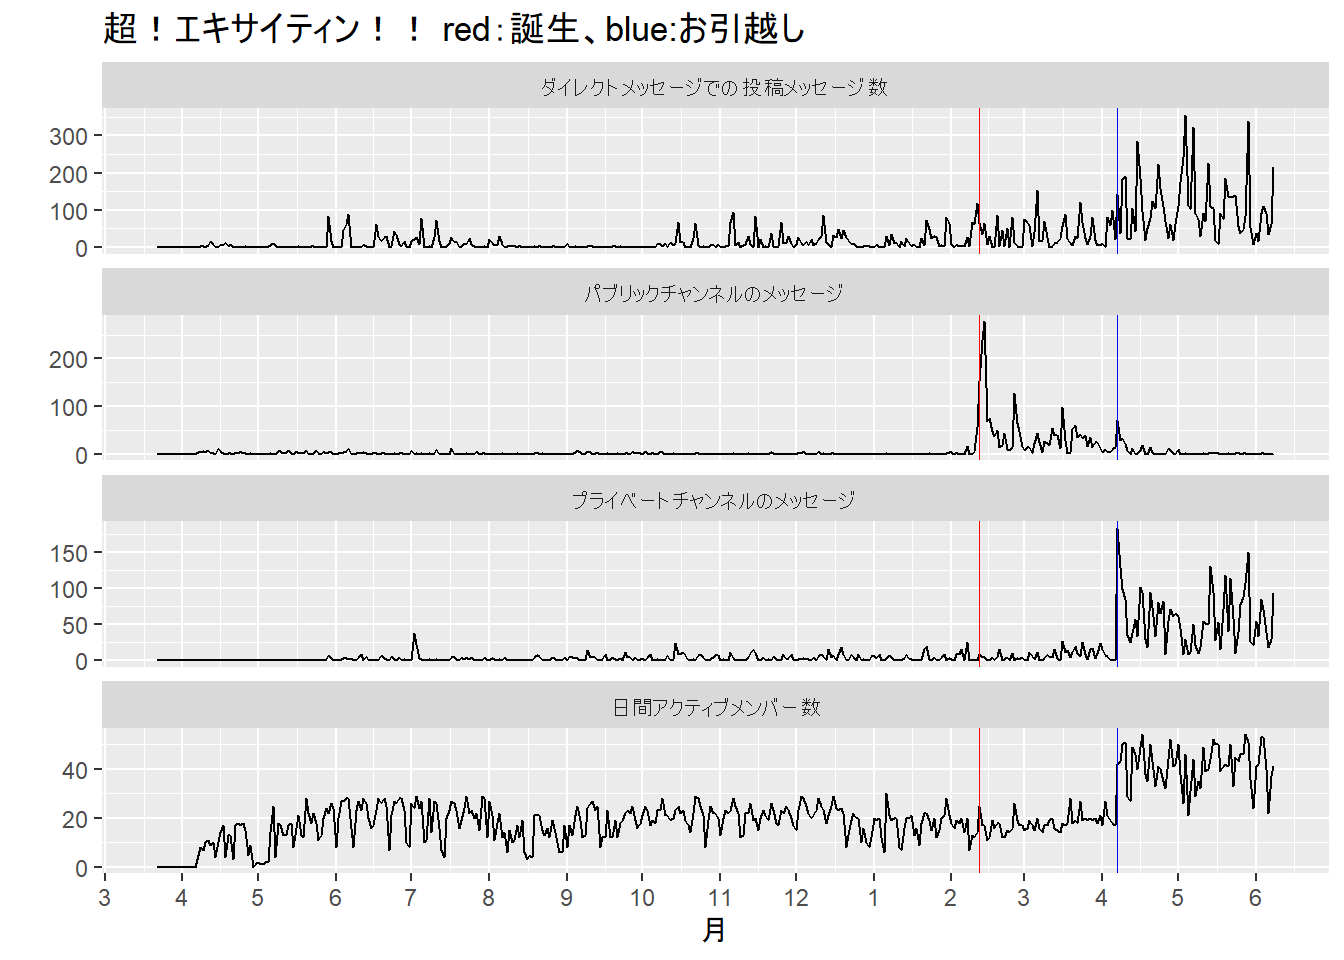 超！エキサイティン！！ red：誕生、blue:お引越し
ダイレクトメッセージでの投稿メッセージ数
300
200
100
0
パブリックチャンネルのメッセージ
200
100
0
プライベートチャンネルのメッセージ
150
100
50
0
日間アクティブメンバー数
40
20
0
3 4 5 6 7 8 9 10 11 12 1 2 3 4 5 6
月